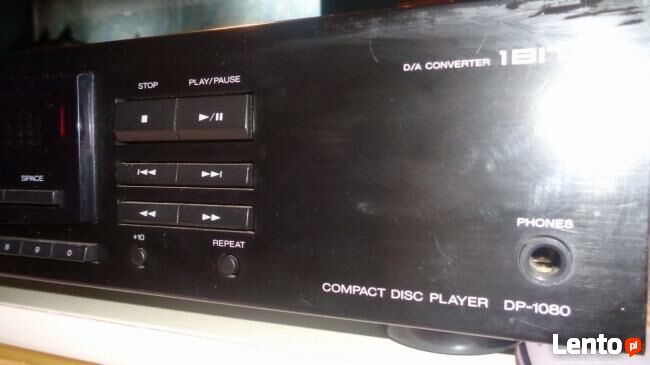 D/A CONVERTER 1BIT
STOP PLAY/PAUSE
SPACE
8 9 0
+10 REPEAT
PHONES
COMPACT DISC PLAYER DP-1080
Lento.pl